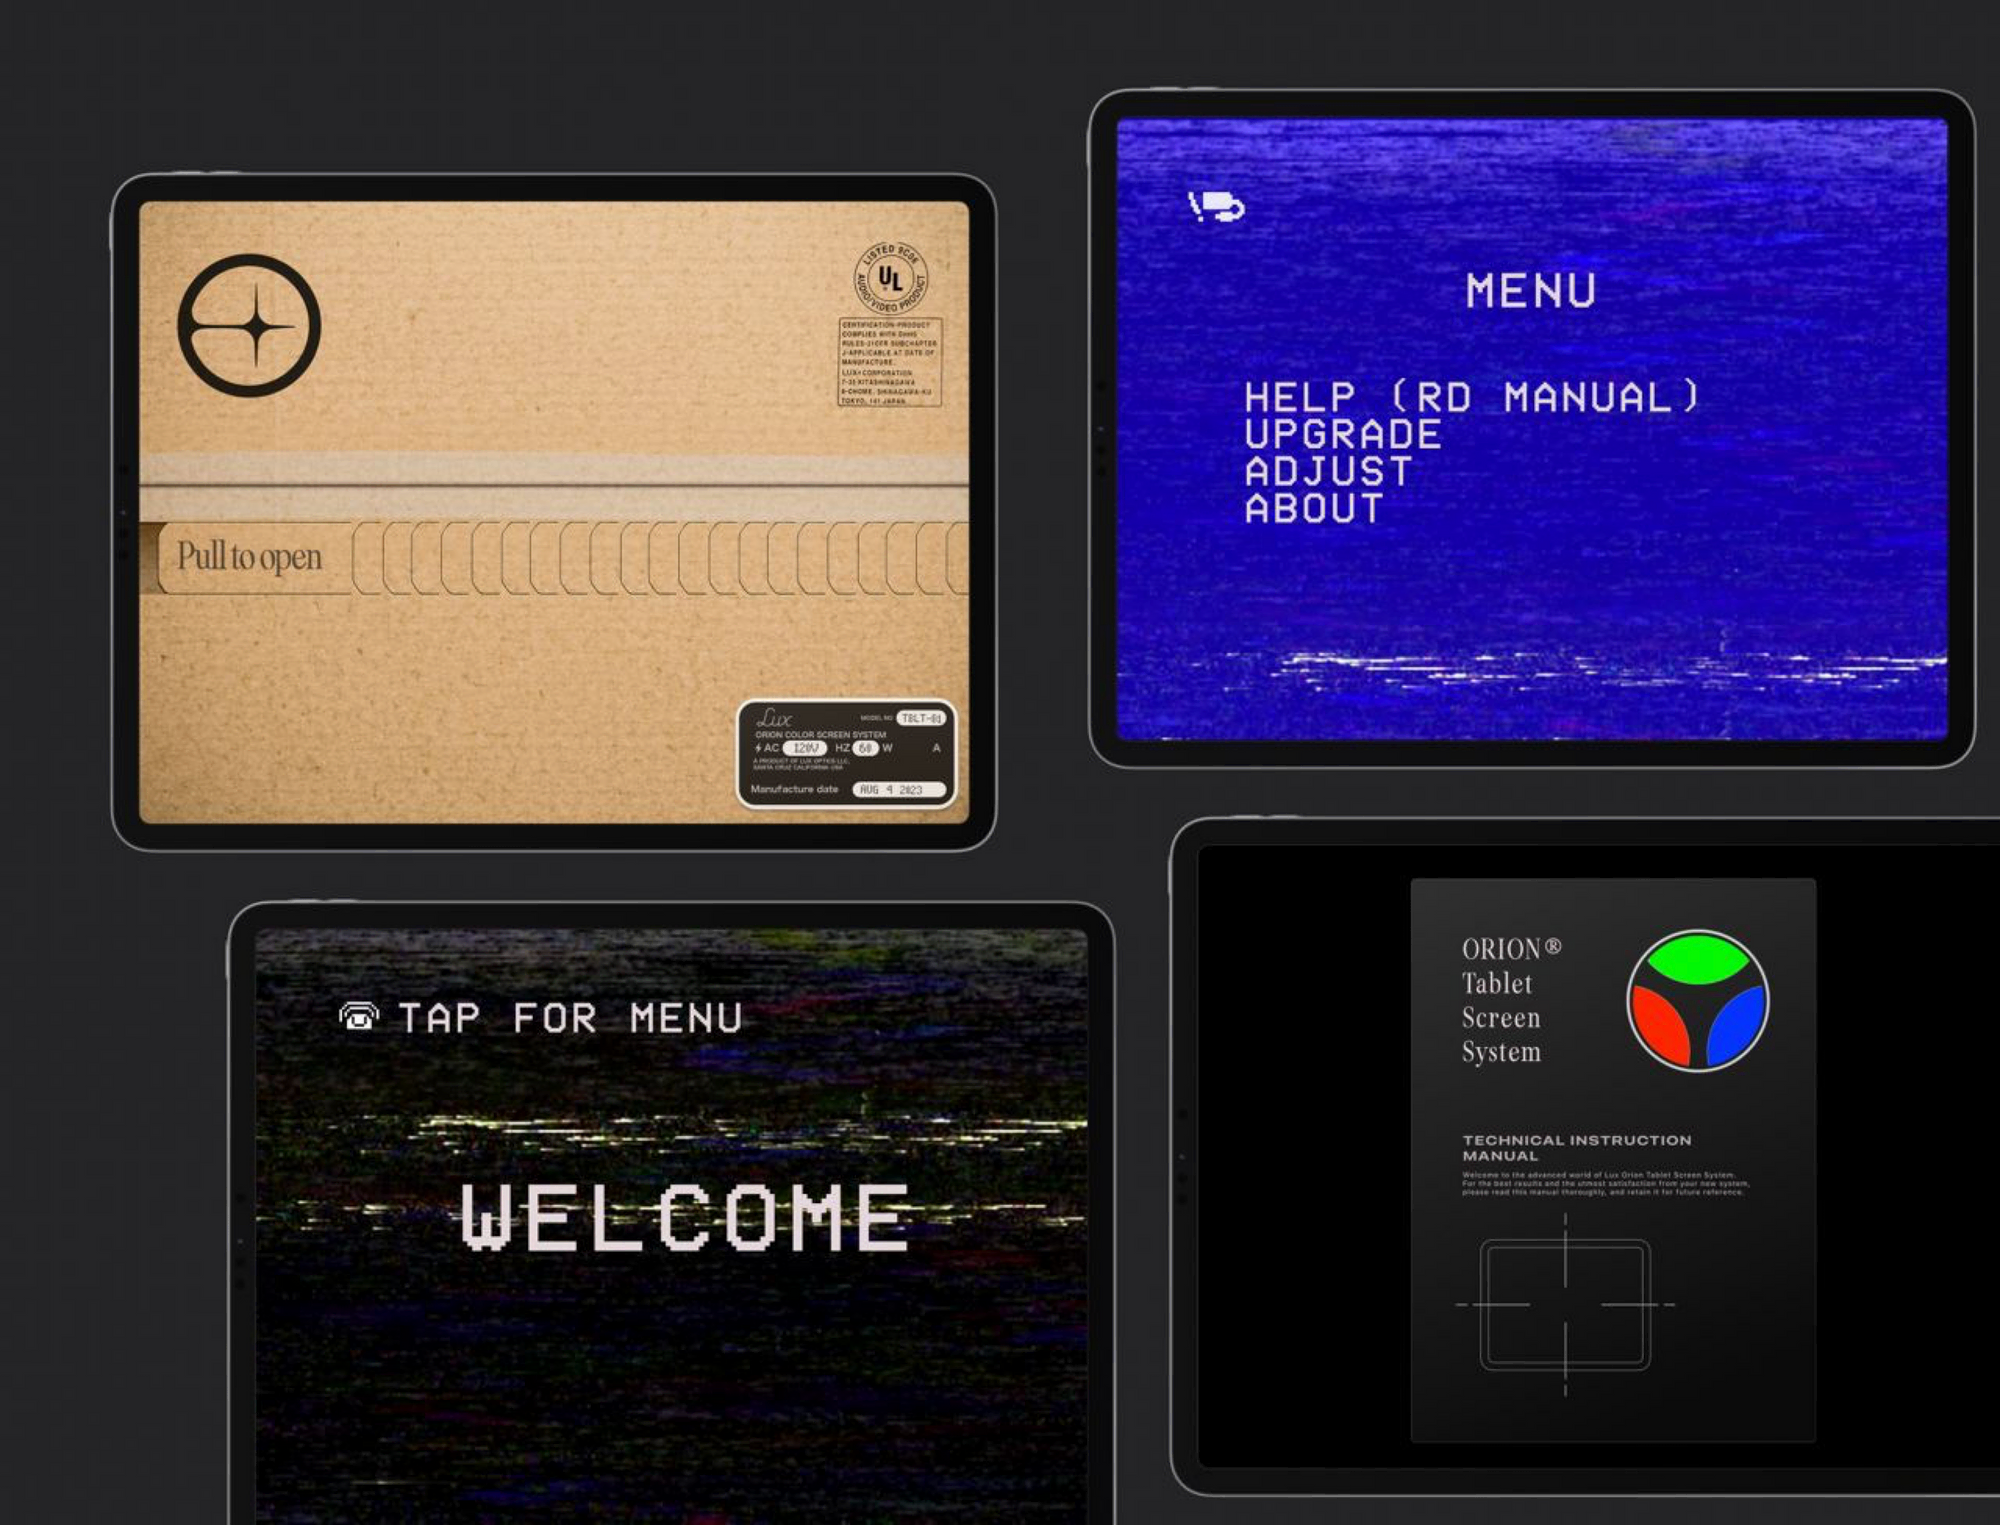 LISTED 9C0E
UL
AUDIO/VIDEO PRODUCT
CERTIFICATION-PRODUCT
COMPLIES WITH DHHS
RULES-21CFR SUBCHAPTER
J-APPLICABLE AT DATE OF
MANUFACTURE.
LUX-CORPORATION
7-35 KITASHINAGAWA
6-CHOME, SHINAGAWA-KU
TOKYO, 141 JAPAN
Pull to open
Lux
MODEL NO TBLT-01
ORION COLOR SCREEN SYSTEM
AC 120V HZ 60 W A
A PRODUCT OF LUX OPTICS LLC,
SANTA CRUZ CALIFORNIA USA
Manufacture date AUG 4 2023
MENU
HELP (RD MANUAL)
UPGRADE
ADJUST
ABOUT
TAP FOR MENU
WELCOME
ORION®
Tablet
Screen
System
TECHNICAL INSTRUCTION
MANUAL
Welcome to the advanced world of Lux Orion Tablet Screen System.
For the best results and the utmost satisfaction from your new system,
please read this manual thoroughly, and retain it for future reference.